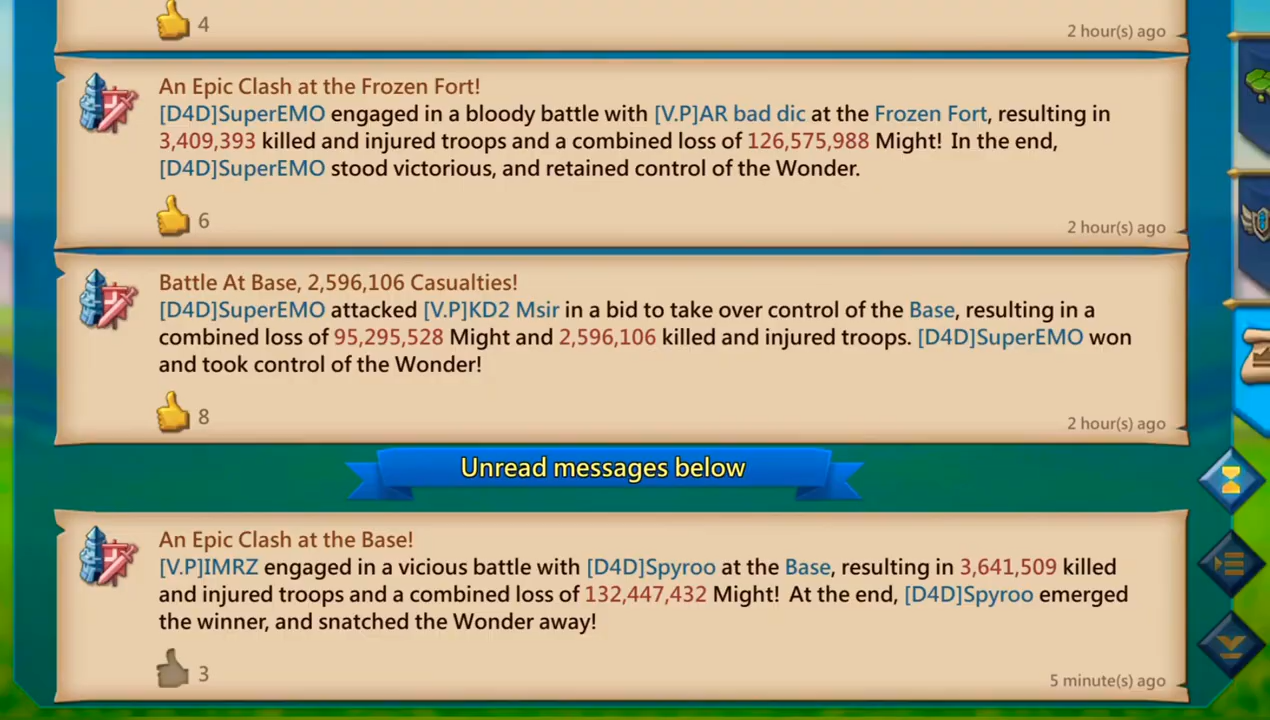 4
2 hour(s) ago
An Epic Clash at the Frozen Fort!
[D4D]SuperEMO engaged in a bloody battle with [V.P]AR bad dic at the Frozen Fort, resulting in
3,409,393 killed and injured troops and a combined loss of 126,575,988 Might! In the end,
[D4D]SuperEMO stood victorious, and retained control of the Wonder.
6
2 hour(s) ago
Battle At Base, 2,596,106 Casualties!
[D4D]SuperEMO attacked [V.P]KD2 Msir in a bid to take over control of the Base, resulting in a
combined loss of 95,295,528 Might and 2,596,106 killed and injured troops. [D4D]SuperEMO won
and took control of the Wonder!
8
2 hour(s) ago
Unread messages below
An Epic Clash at the Base!
[V.P]IMRZ engaged in a vicious battle with [D4D]Spyroo at the Base, resulting in 3,641,509 killed
and injured troops and a combined loss of 132,447,432 Might! At the end, [D4D]Spyroo emerged
the winner, and snatched the Wonder away!
3
5 minute(s) ago